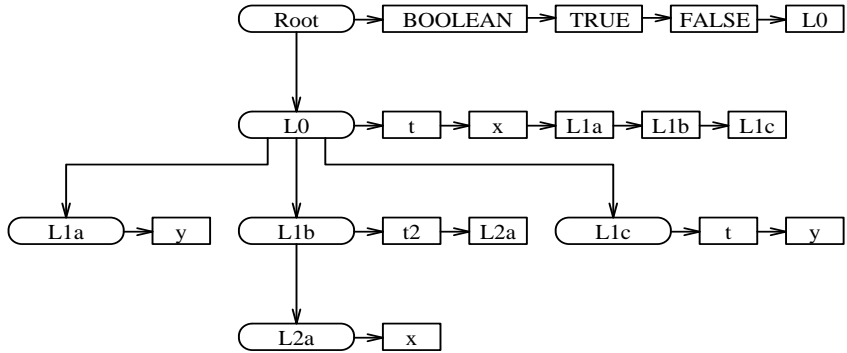 Root BOOLEAN TRUE FALSE L0
L0 t x L1a L1b L1c
L1a y L1b t2 L2a L1c t y
L2a x